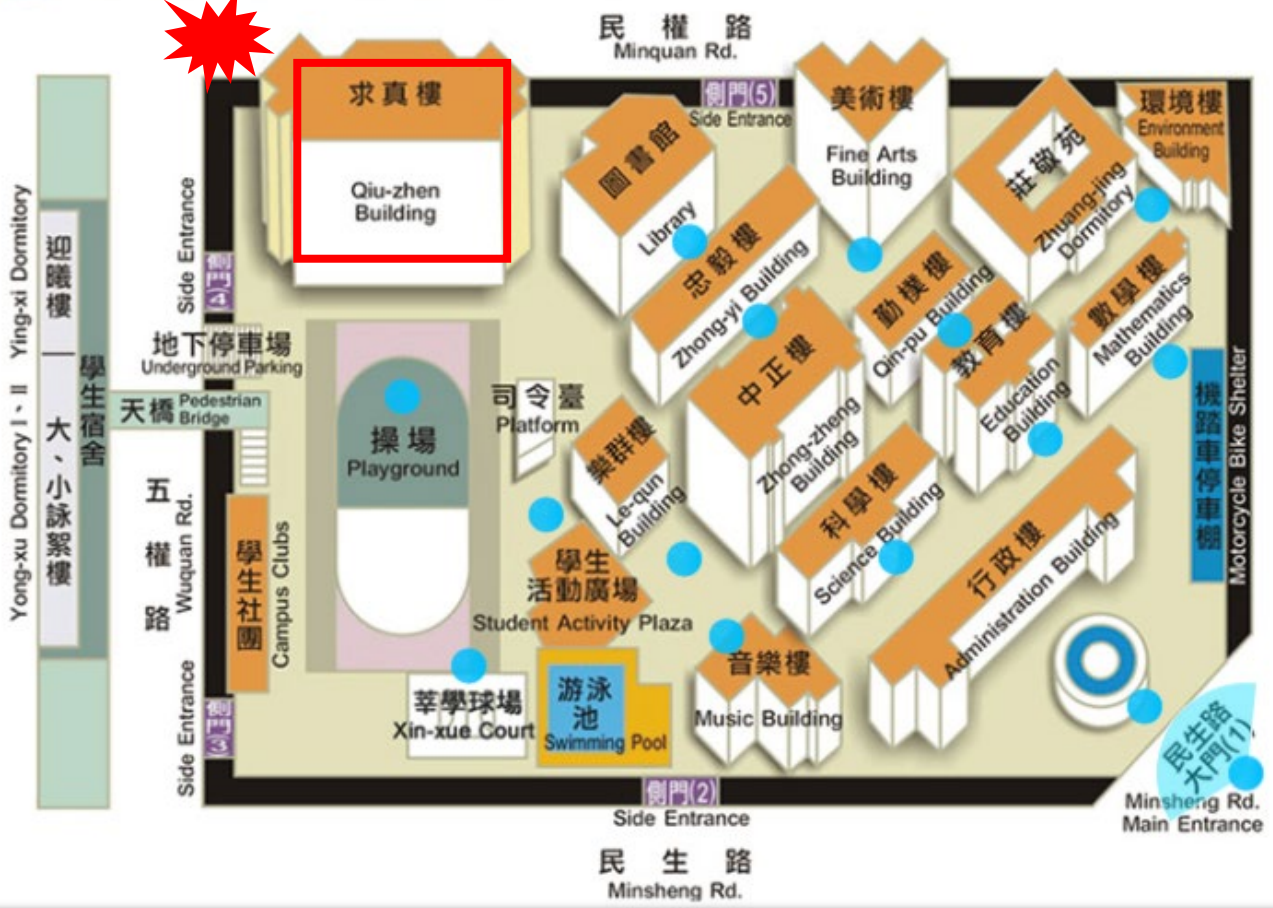 民權路
Minquan Rd.
求真樓
Qiu-zhen
Building
側門(5)
Side Entrance
美術樓
Fine Arts
Building
環境樓
Environment
Building
圖書館
Library
莊敬苑
Zhuang-jing
Dormitory
忠毅樓
Zhong-yi Building
勤樸樓
Qin-pu Building
教育樓
Education
Building
數學樓
Mathematics
Building
中正樓
Zhong-zheng
Building
Side Entrance
側門(4)
迎曦樓
Ying-xi Dormitory
大、小詠絮樓
Yong-xu Dormitory I、II
學生宿舍
地下停車場
Underground Parking
天橋
Pedestrian
Bridge
操場
Playground
司令臺
Platform
樂群樓
Le-qun
Building
科學樓
Science Building
行政樓
Administration Building
機踏車停車棚
Motorcycle Bike Shelter
五權路
Wuquan Rd.
學生社團
Campus Clubs
學生
活動廣場
Student Activity Plaza
Side Entrance
側門3
莘學球場
Xin-xue Court
游泳
池
Swimming Pool
音樂樓
Music Building
側門(2)
Side Entrance
民生路
大門(1)
Minsheng Rd.
Main Entrance
民生路
Minsheng Rd.